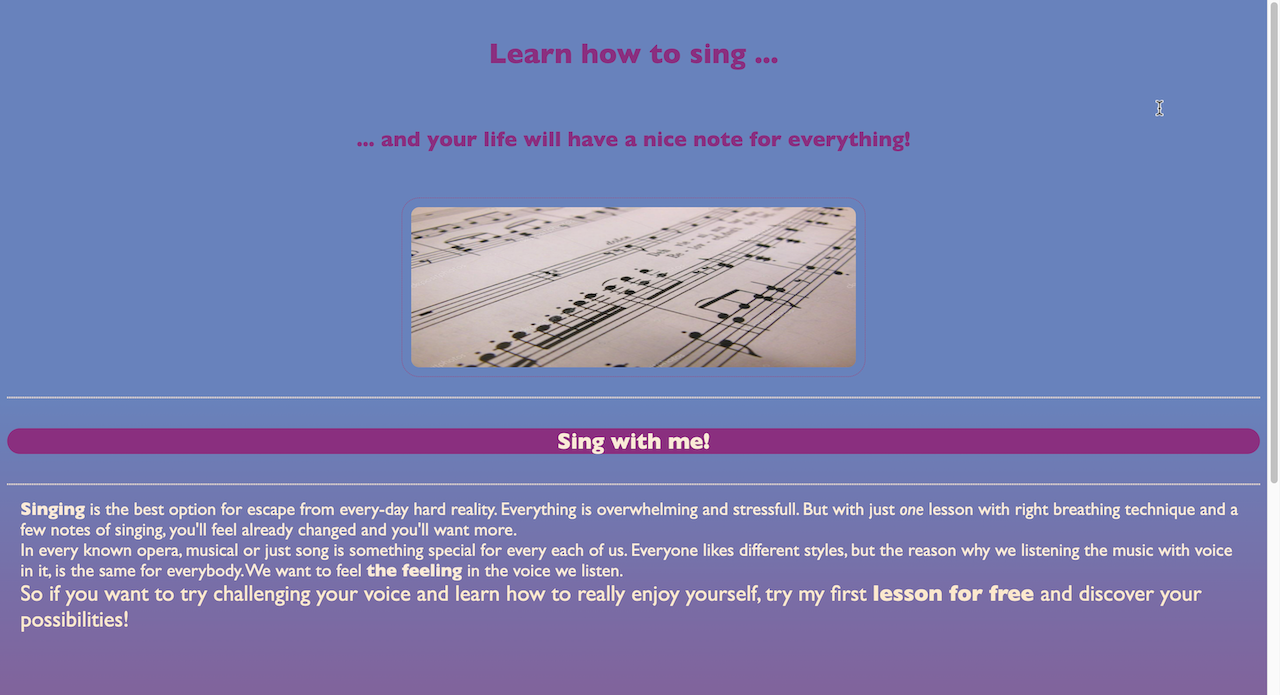 Learn how to sing ...
... and your life will have a nice note for everything!
Sing with me!
Singing is the best option for escape from every-day hard reality. Everything is overwhelming and stressfull. But with just one lesson with right breathing technique and a
few notes of singing, you'll feel already changed and you'll want more.
In every known opera, musical or just song is something special for every each of us. Everyone likes different styles, but the reason why we listening the music with voice
in it, is the same for everybody. We want to feel the feeling in the voice we listen.
So if you want to try challenging your voice and learn how to really enjoy yourself, try my first lesson for free and discover your
possibilities!